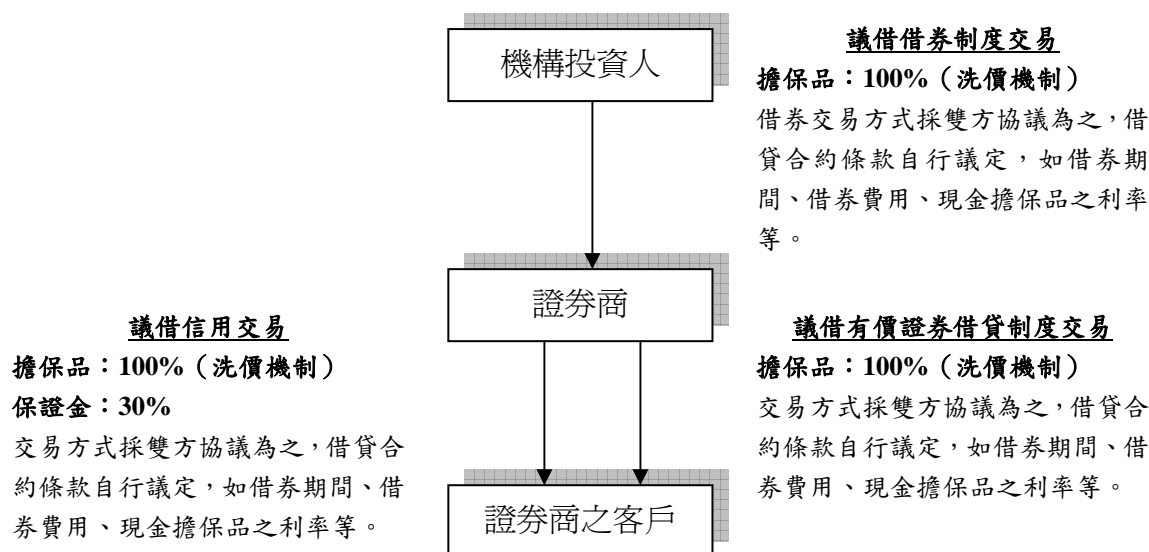 機構投資人
議借借券制度交易
擔保品：100%（洗價機制）
借券交易方式採雙方協議為之，借
貸合約條款自行議定，如借券期
間、借券費用、現金擔保品之利率
等。
證券商
議借信用交易
擔保品：100%（洗價機制）
保證金：30%
交易方式採雙方協議為之，借貸合
約條款自行議定，如借券期間、借
券費用、現金擔保品之利率等。
議借有價證券借貸制度交易
擔保品：100%（洗價機制）
交易方式採雙方協議為之，借貸合
約條款自行議定，如借券期間、借
券費用、現金擔保品之利率等。
證券商之客戶